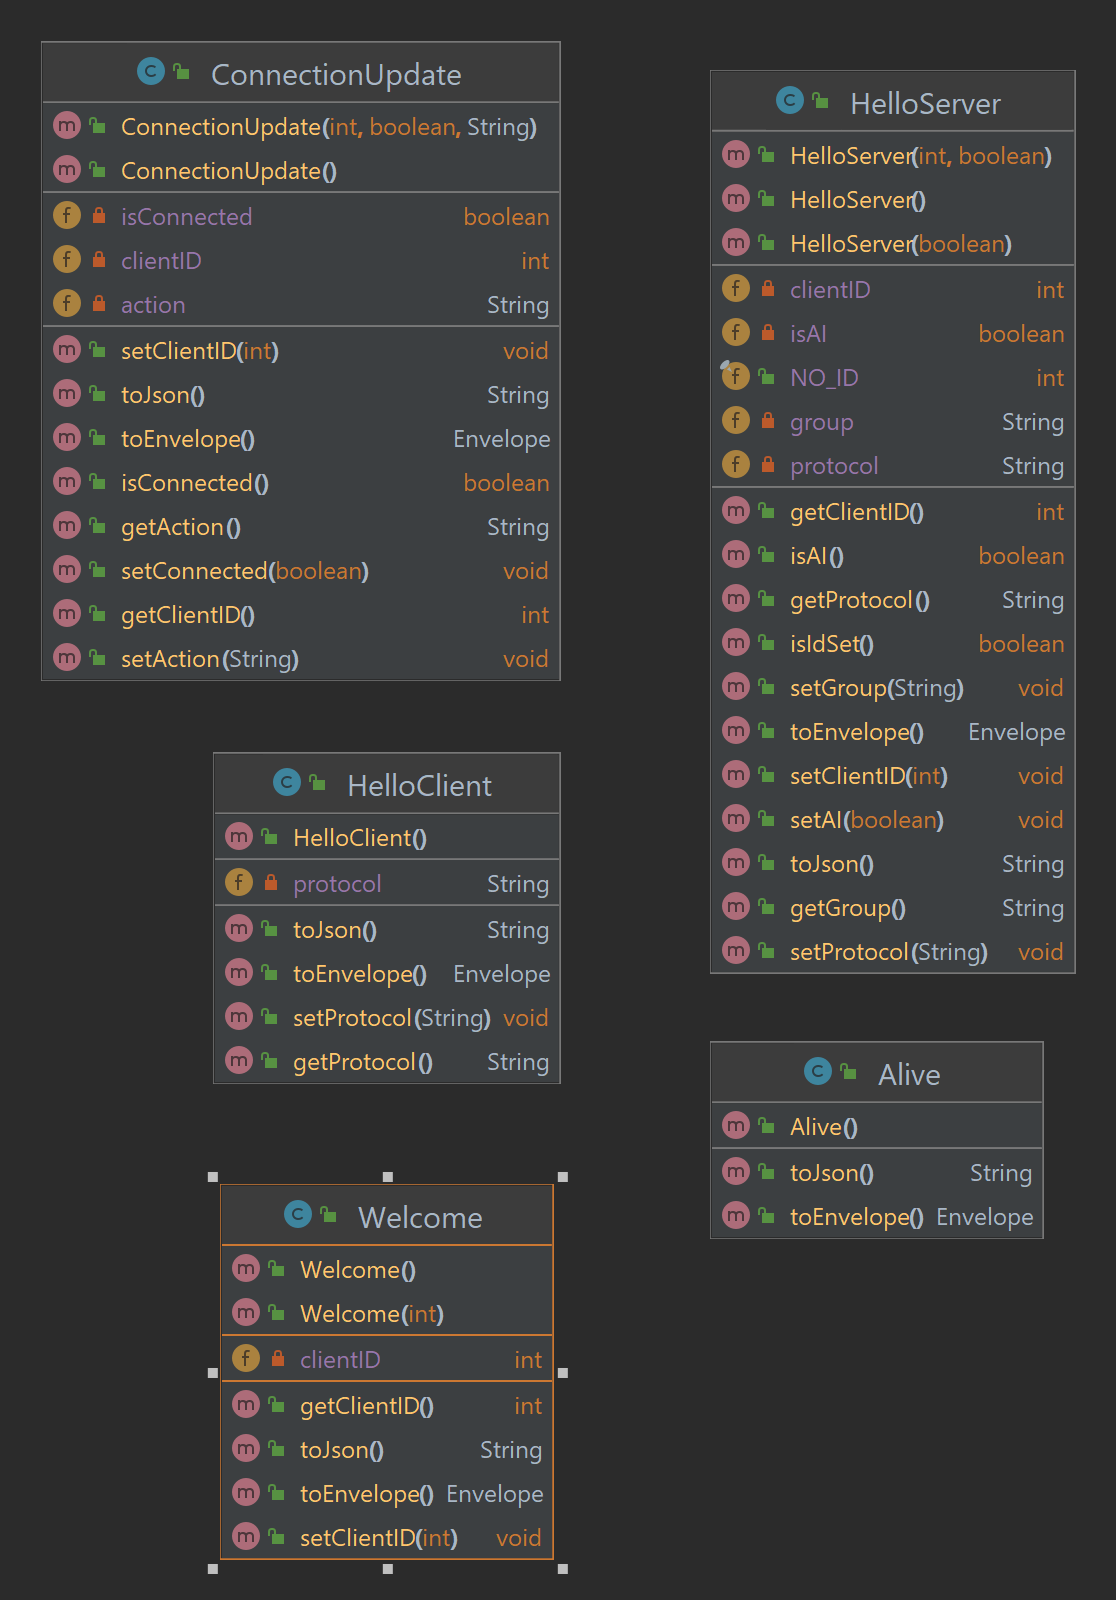 ConnectionUpdate
ConnectionUpdate(int, boolean, String)
ConnectionUpdate()
isConnected boolean
clientID int
action String
setClientID(int) void
toJson() String
toEnvelope() Envelope
isConnected() boolean
getAction() String
setConnected(boolean) void
getClientID() int
setAction(String) void
HelloClient
HelloClient()
protocol String
toJson() String
toEnvelope() Envelope
setProtocol(String) void
getProtocol() String
Welcome
Welcome()
Welcome(int)
clientID int
getClientID() int
toJson() String
toEnvelope() Envelope
setClientID(int) void
HelloServer
HelloServer(int, boolean)
HelloServer()
HelloServer(boolean)
clientID int
isAI boolean
NO_ID int
group String
protocol String
getClientID() int
isAI() boolean
getProtocol() String
isIdSet() boolean
setGroup(String) void
toEnvelope() Envelope
setClientID(int) void
setAI(boolean) void
toJson() String
getGroup() String
setProtocol(String) void
Alive
Alive()
toJson() String
toEnvelope() Envelope